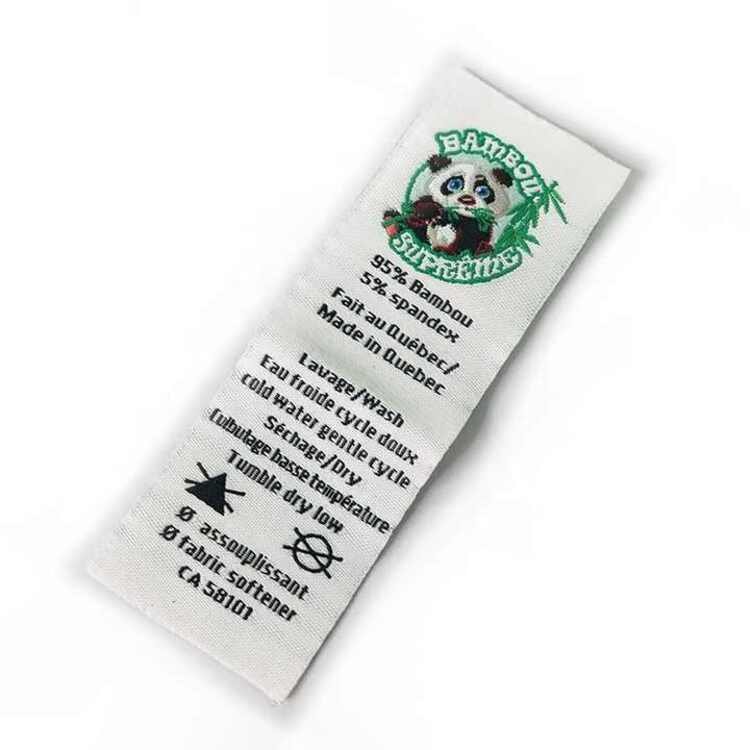 BAMBOU
SUPRÊME
95% Bambou
5% spandex
Fait au Québec/
Made in Quebec
Lavage/Wash
Eau froide cycle doux
cold water gentle cycle
Séchage/Dry
Culbutage basse température
Tumble dry low
Ø assouplissant
Ø fabric softener
CA 58101